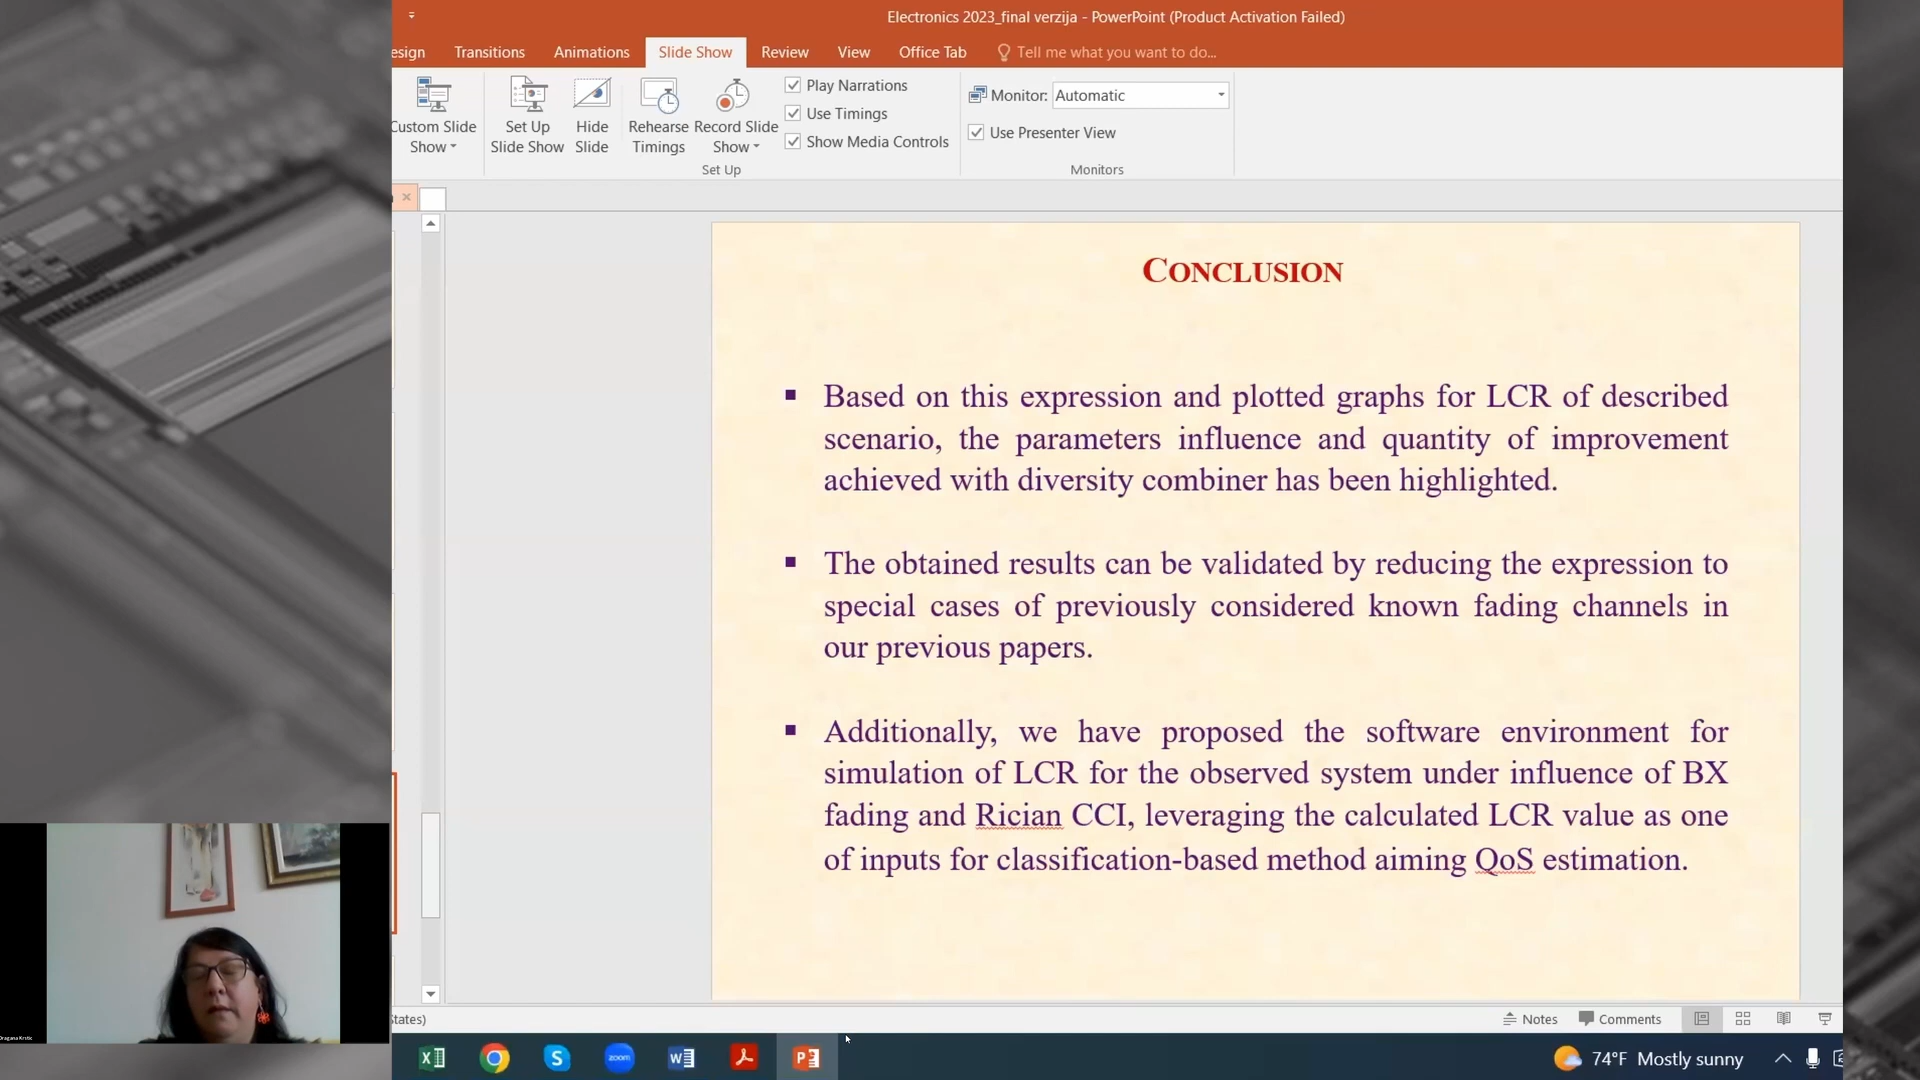 Electronics 2023_final verzija - PowerPoint (Product Activation Failed)
esign Transitions Animations Slide Show Review View Office Tab Tell me what you want to do...
Custom Slide Show
Set Up Slide Show
Hide Slide
Rehearse Timings
Record Slide Show
Play Narrations
Use Timings
Show Media Controls
Set Up
Monitor: Automatic
Use Presenter View
Monitors
CONCLUSION
Based on this expression and plotted graphs for LCR of described
scenario, the parameters influence and quantity of improvement
achieved with diversity combiner has been highlighted.
The obtained results can be validated by reducing the expression to
special cases of previously considered known fading channels in
our previous papers.
Additionally, we have proposed the software environment for
simulation of LCR for the observed system under influence of BX
fading and Rician CCI, leveraging the calculated LCR value as one
of inputs for classification-based method aiming QoS estimation.
Dragana Krstic
States)
Notes Comments
zoom
74°F Mostly sunny